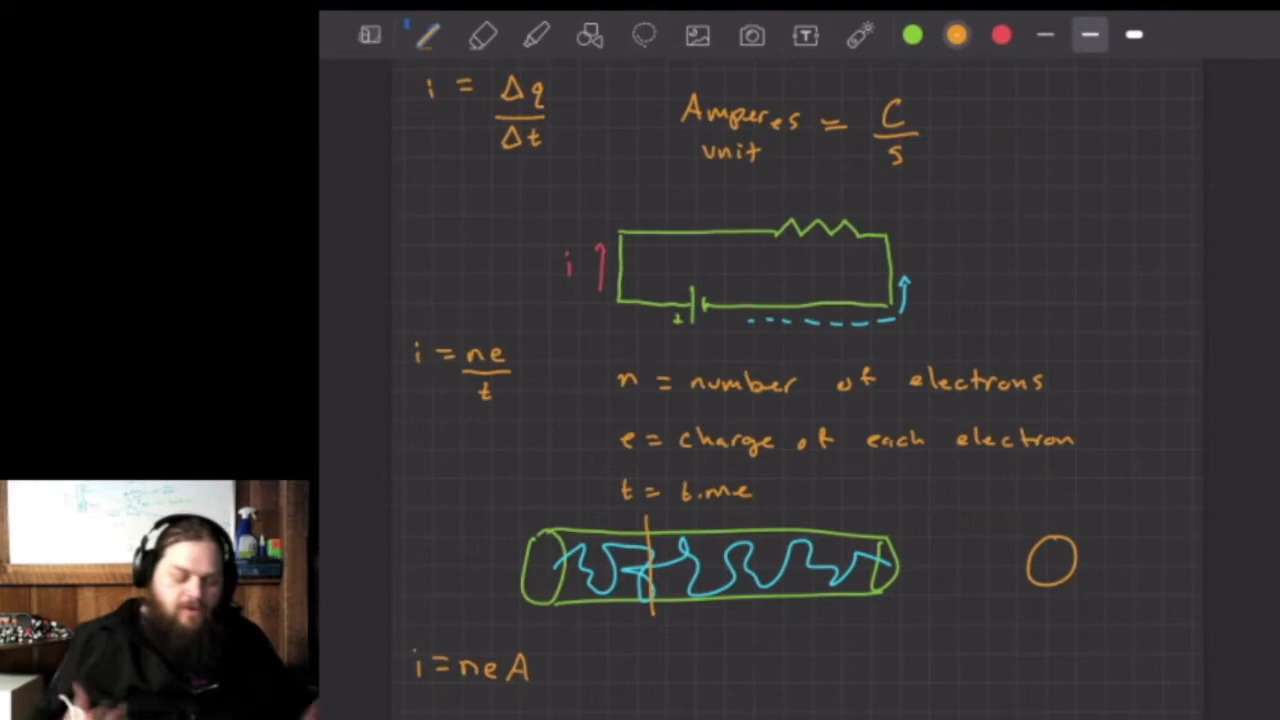 i = Δq/Δt
Amperes unit = C/s
i
+
i = ne/t
n = number of electrons
e = charge of each electron
t = time
i = neA